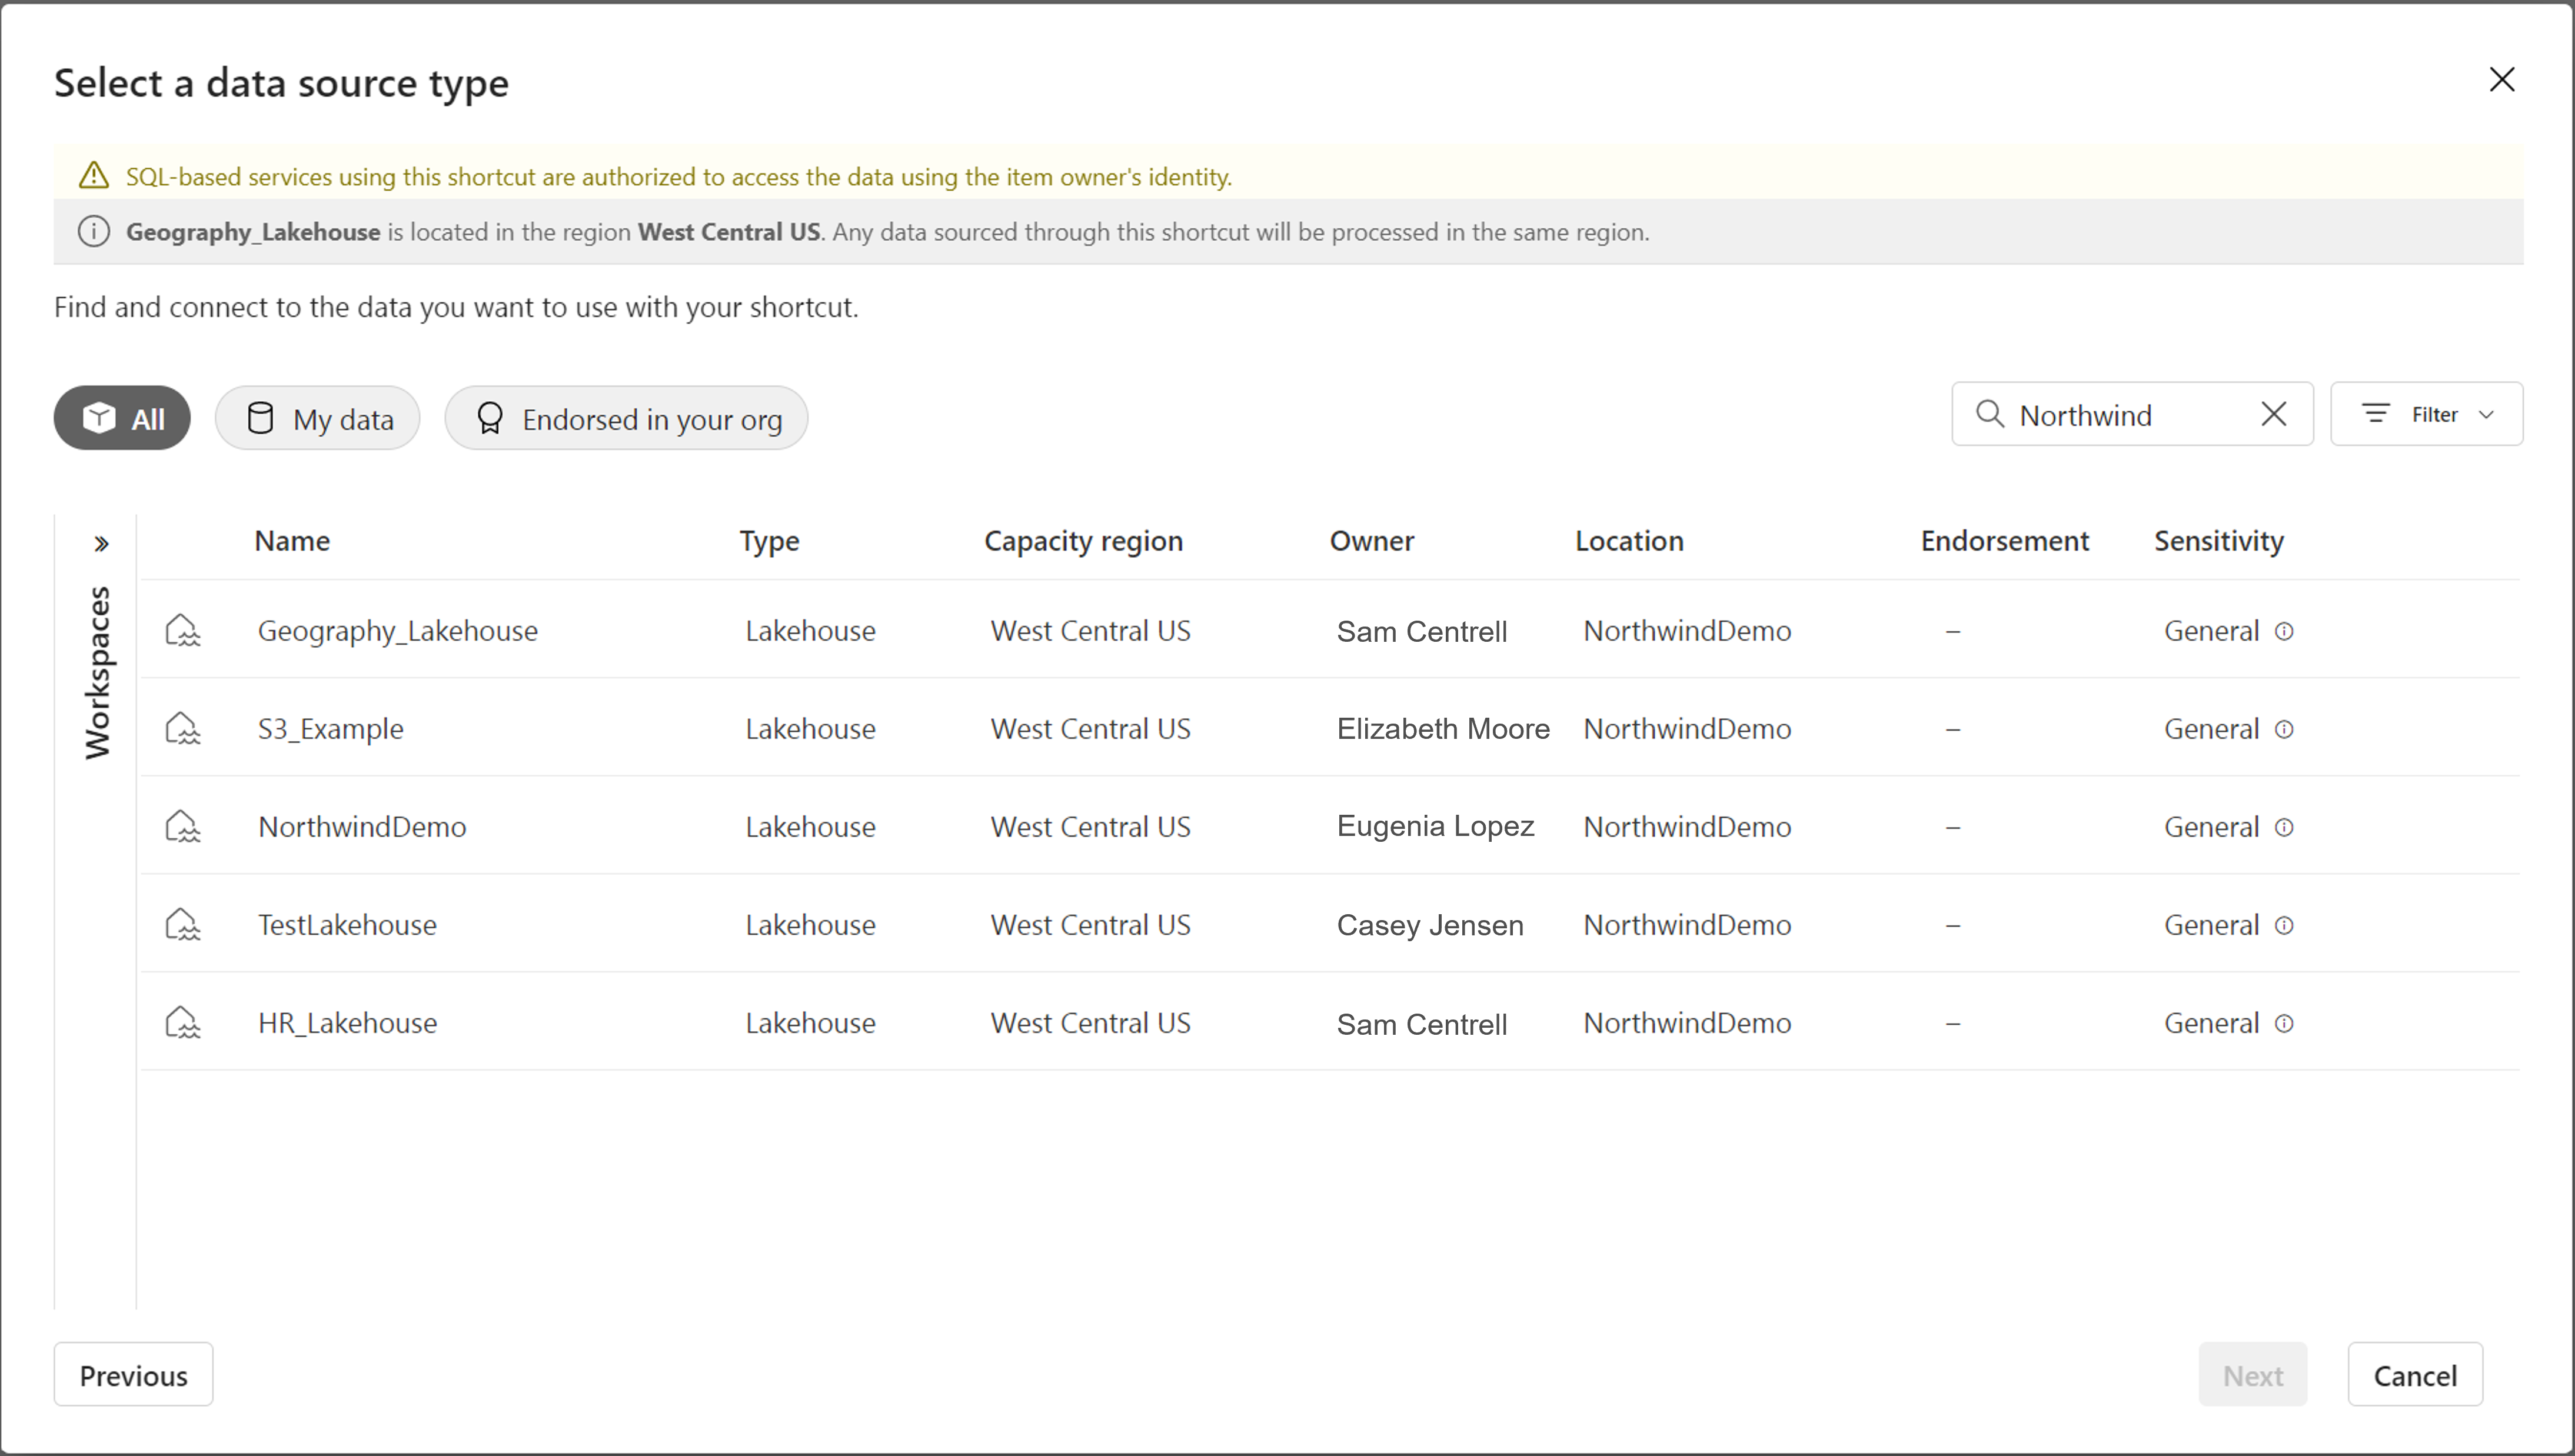 Select a data source type
SQL-based services using this shortcut are authorized to access the data using the item owner's identity.
Geography_Lakehouse is located in the region West Central US. Any data sourced through this shortcut will be processed in the same region.
Find and connect to the data you want to use with your shortcut.
All My data Endorsed in your org Northwind Filter
Workspaces
Name Type Capacity region Owner Location Endorsement Sensitivity
Geography_Lakehouse Lakehouse West Central US Sam Centrell NorthwindDemo – General
S3_Example Lakehouse West Central US Elizabeth Moore NorthwindDemo – General
NorthwindDemo Lakehouse West Central US Eugenia Lopez NorthwindDemo – General
TestLakehouse Lakehouse West Central US Casey Jensen NorthwindDemo – General
HR_Lakehouse Lakehouse West Central US Sam Centrell NorthwindDemo – General
Previous Next Cancel